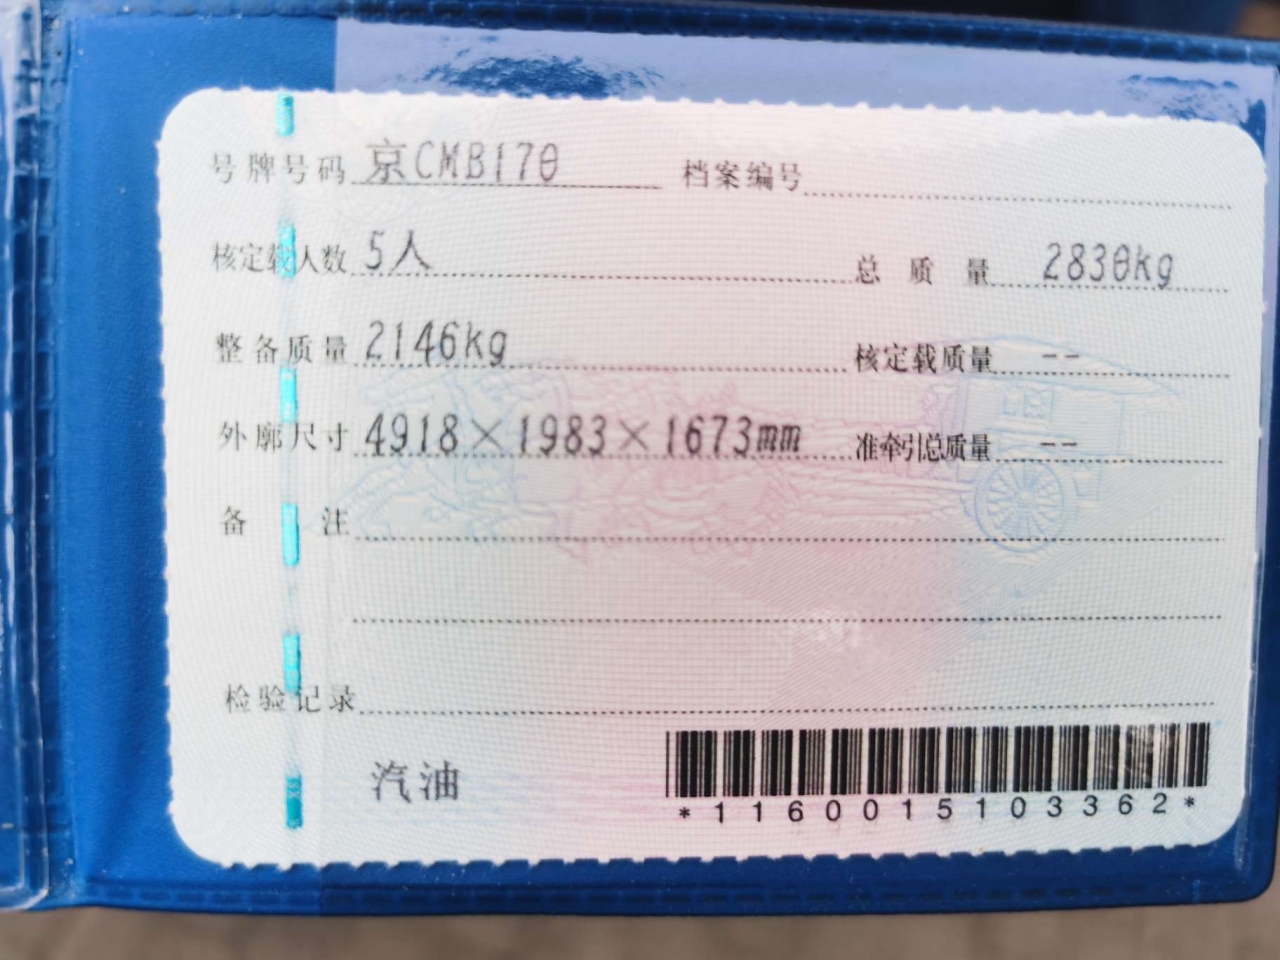 号牌号码 京CMB170 档案编号
核定载人数 5人 总质量 2830kg
整备质量 2146kg 核定载质量 --
外廓尺寸 4918×1983×1673mm 准牵引总质量 --
备注
检验记录
汽油
*1160015103362*